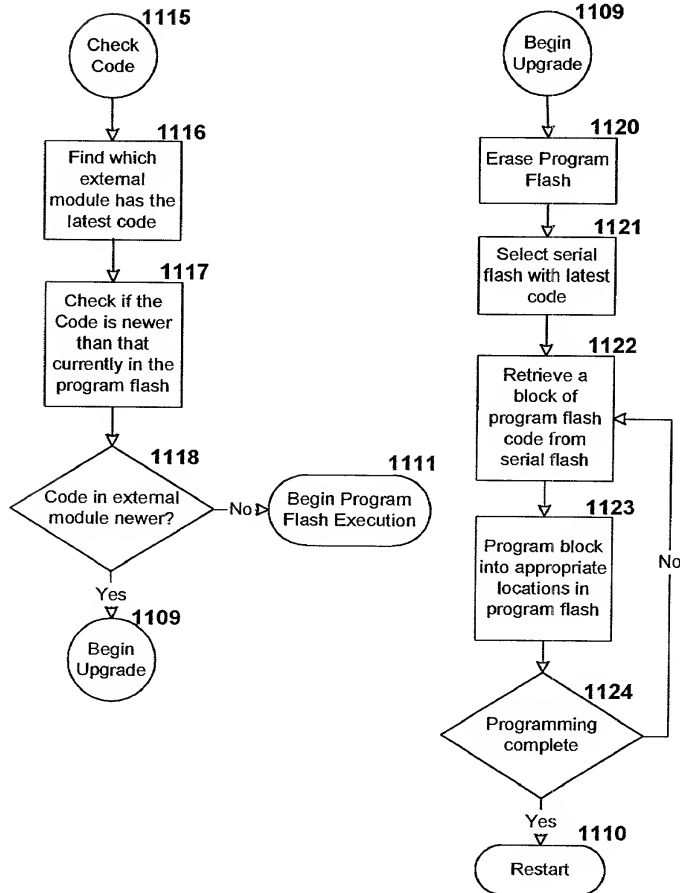 1115
Check
Code
1116
Find which
external
module has the
latest code
1117
Check if the
Code is newer
than that
currently in the
program flash
1118
Code in external
module newer?
No
1111
Begin Program
Flash Execution
Yes
1109
Begin
Upgrade
1109
Begin
Upgrade
1120
Erase Program
Flash
1121
Select serial
flash with latest
code
1122
Retrieve a
block of
program flash
code from
serial flash
1123
Program block
into appropriate
locations in
program flash
No
1124
Programming
complete
Yes
1110
Restart